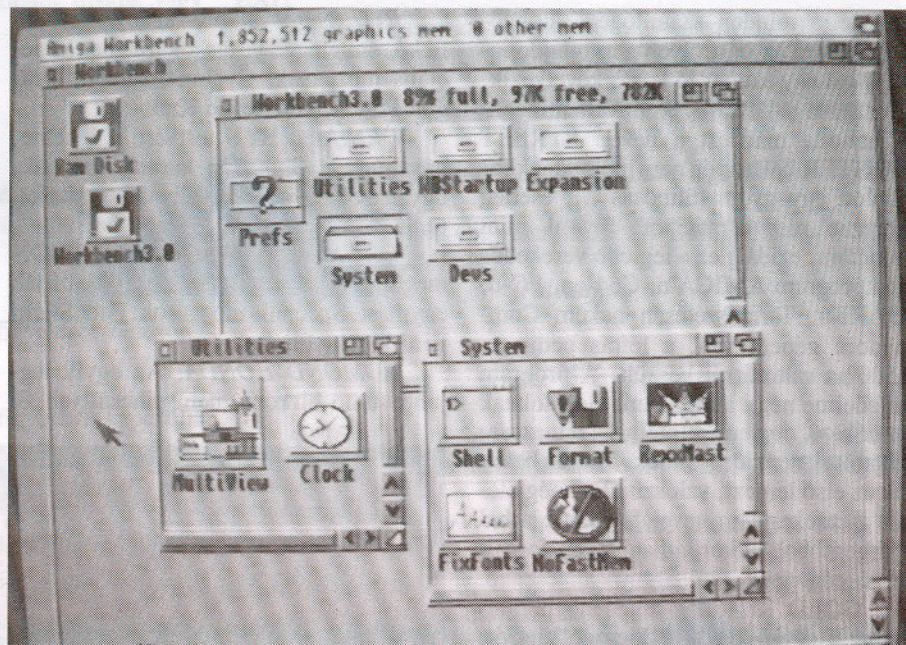 Amiga Workbench 1,852,512 graphics mem 0 other mem
Workbench
Ram Disk
Workbench3.0
Workbench3.0 89% full, 97K free, 782K
Prefs
Utilities WBStartup Expansion
System Devs
Utilities
MultiView Clock
System
1>
Shell Format RexxMast
FixFonts NoFastMem